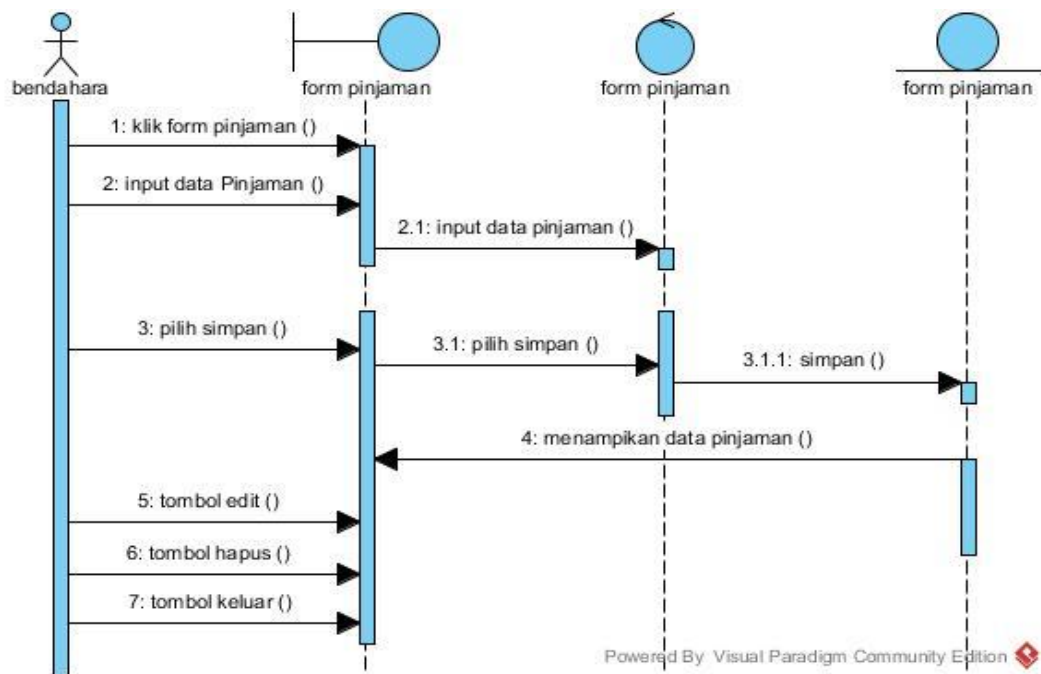 bendahara
form pinjaman
form pinjaman
form pinjaman
1: klik form pinjaman ()
2: input data Pinjaman ()
2.1: input data pinjaman ()
3: pilih simpan ()
3.1: pilih simpan ()
3.1.1: simpan ()
4: menampikan data pinjaman ()
5: tombol edit ()
6: tombol hapus ()
7: tombol keluar ()
Powered By Visual Paradigm Community Edition